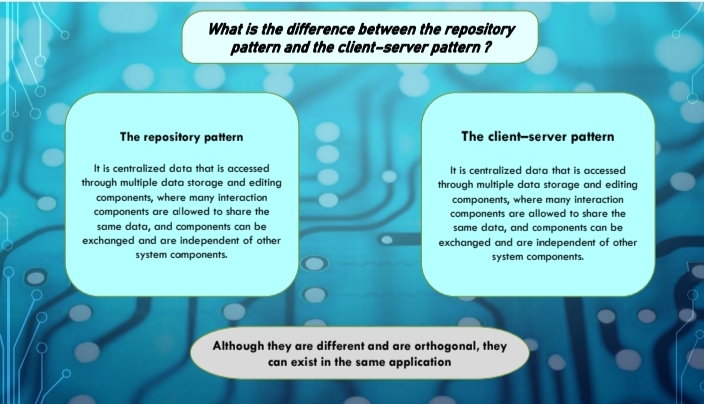 What is the difference between the repository
pattern and the client-server pattern ?
The repository pattern
It is centralized data that is accessed
through multiple data storage and editing
components, where many interaction
components are allowed to share the
same data, and components can be
exchanged and are independent of other
system components.
The client–server pattern
It is centralized data that is accessed
through multiple data storage and editing
components, where many interaction
components are allowed to share the
same data, and components can be
exchanged and are independent of other
system components.
Although they are different and are orthogonal, they
can exist in the same application